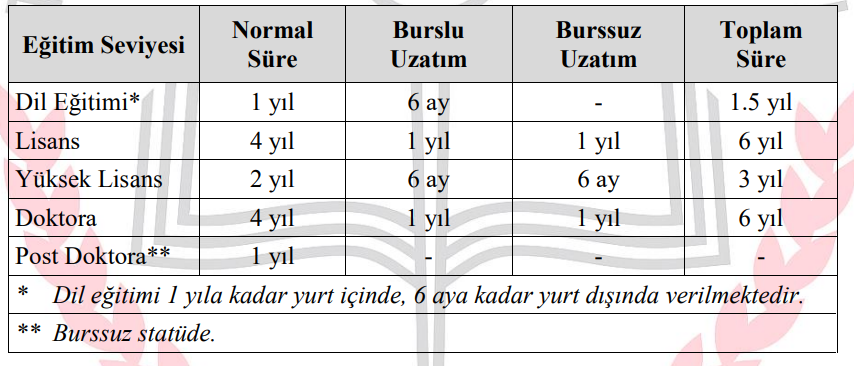 Eğitim Seviyesi Normal Süre Burslu Uzatım Burssuz Uzatım Toplam Süre
Dil Eğitimi* 1 yıl 6 ay - 1.5 yıl
Lisans 4 yıl 1 yıl 1 yıl 6 yıl
Yüksek Lisans 2 yıl 6 ay 6 ay 3 yıl
Doktora 4 yıl 1 yıl 1 yıl 6 yıl
Post Doktora** 1 yıl - - -
* Dil eğitimi 1 yıla kadar yurt içinde, 6 aya kadar yurt dışında verilmektedir.
** Burssuz statüde.